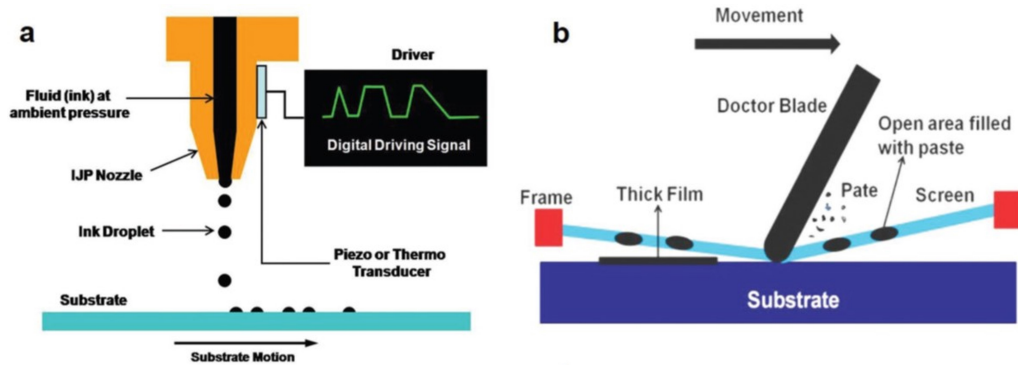 a
Driver
Fluid (ink) at
ambient pressure
Digital Driving Signal
IJP Nozzle
Ink Droplet
Piezo or Thermo
Transducer
Substrate
Substrate Motion
b
Movement
Doctor Blade
Open area filled
with paste
Pate
Screen
Thick Film
Frame
Substrate